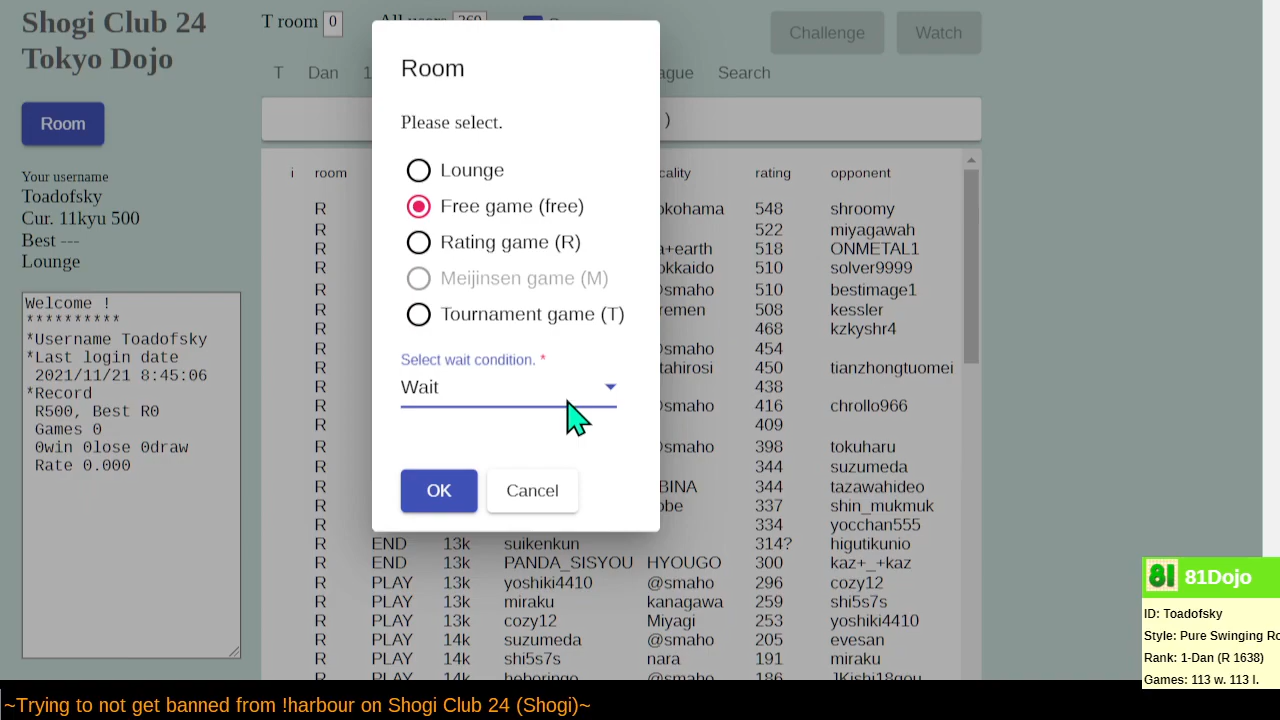 Shogi Club 24
Tokyo Dojo
Room
Your username
Toadofsky
Cur. 11kyu 500
Best ---
Lounge
Welcome !
**********
*Username Toadofsky
*Last login date
2021/11/21 8:45:06
*Record
R500, Best R0
Games 0
0win 0lose 0draw
Rate 0.000
T room 0
Challenge Watch
T Dan Search
)
i room rating opponent
R 548 shroomy
R 522 miyagawah
R 518 ONMETAL1
R 510 solver9999
R 510 bestimage1
R 508 kessler
R 468 kzkyshr4
R 454
R 450 tianzhongtuomei
R 438
R 416 chrollo966
R 409
R 398 tokuharu
R 344 suzumeda
R 344 tazawahideo
R 337 shin_mukmuk
R 334 yocchan555
R END 13k suikenkun 314? higutikunio
R END 13k PANDA_SISYOU HYOUGO 300 kaz+_+kaz
R PLAY 13k yoshiki4410 @smaho 296 cozy12
R PLAY 13k miraku kanagawa 259 shi5s7s
R PLAY 13k cozy12 Miyagi 253 yoshiki4410
R PLAY 14k suzumeda @smaho 205 evesan
R PLAY 14k shi5s7s nara 191 miraku
R PLAY 14k heboringo @smaho 186 JKishi18gou
Room
Please select.
Lounge
Free game (free)
Rating game (R)
Meijinsen game (M)
Tournament game (T)
Select wait condition. *
Wait
OK Cancel
81 81Dojo
ID: Toadofsky
Style: Pure Swinging Ro
Rank: 1-Dan (R 1638)
Games: 113 w. 113 l.
~Trying to not get banned from !harbour on Shogi Club 24 (Shogi)~